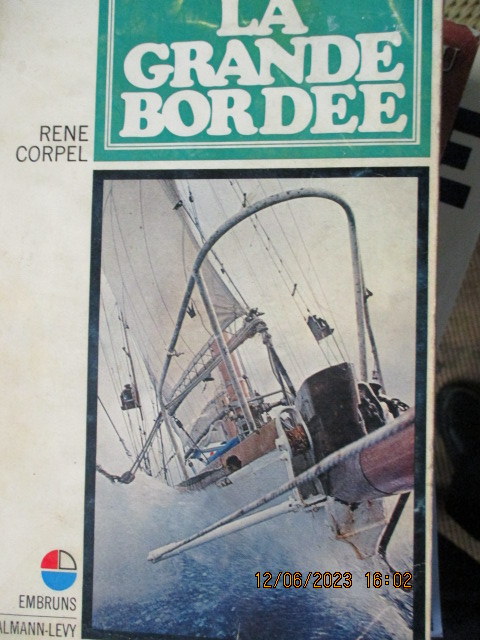 LA
GRANDE
BORDEE
RENE
CORPEL
EMBRUNS
ALMANN-LEVY
12/06/2023 16:02